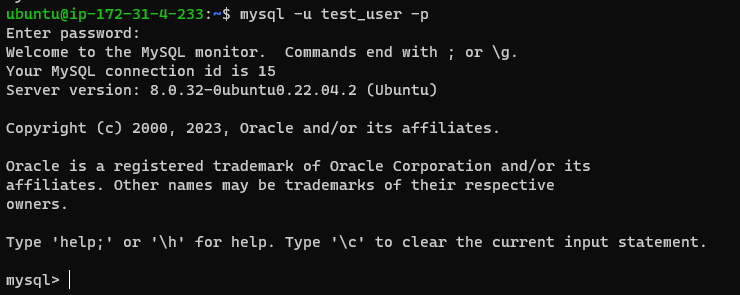 ubuntu@ip-172-31-4-233:~$ mysql -u test_user -p
Enter password:
Welcome to the MySQL monitor.  Commands end with ; or \g.
Your MySQL connection id is 15
Server version: 8.0.32-0ubuntu0.22.04.2 (Ubuntu)
Copyright (c) 2000, 2023, Oracle and/or its affiliates.
Oracle is a registered trademark of Oracle Corporation and/or its
affiliates. Other names may be trademarks of their respective
owners.
Type 'help;' or '\h' for help. Type '\c' to clear the current input statement.
mysql>